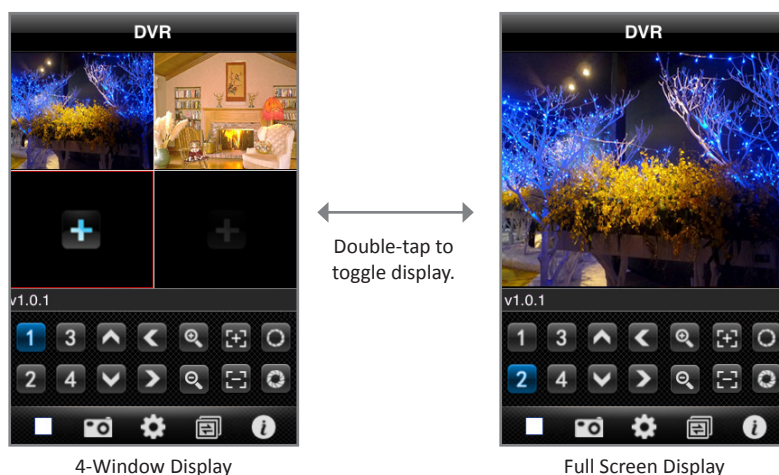 DVR
v1.0.1
1 3
2 4
4-Window Display
Double-tap to
toggle display.
DVR
v1.0.1
1 3
2 4
Full Screen Display